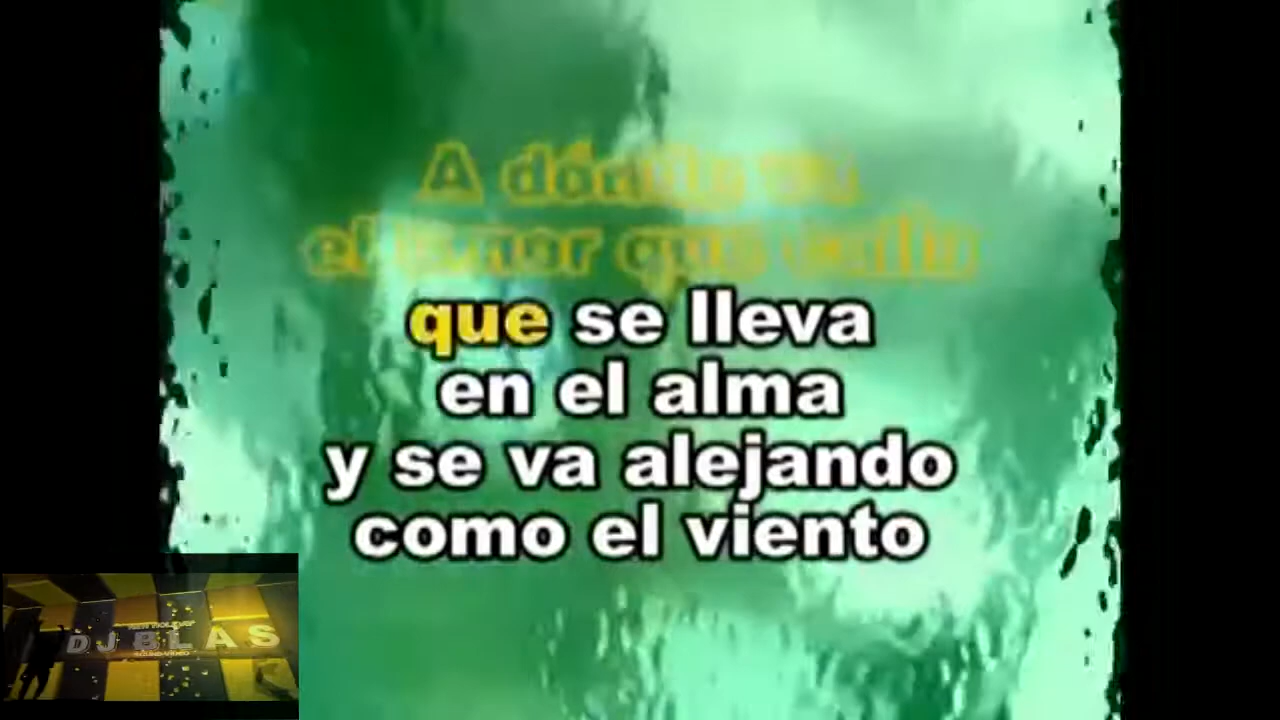 A dónde va
el amor que calla
que se lleva
en el alma
y se va alejando
como el viento
DJ BLAS